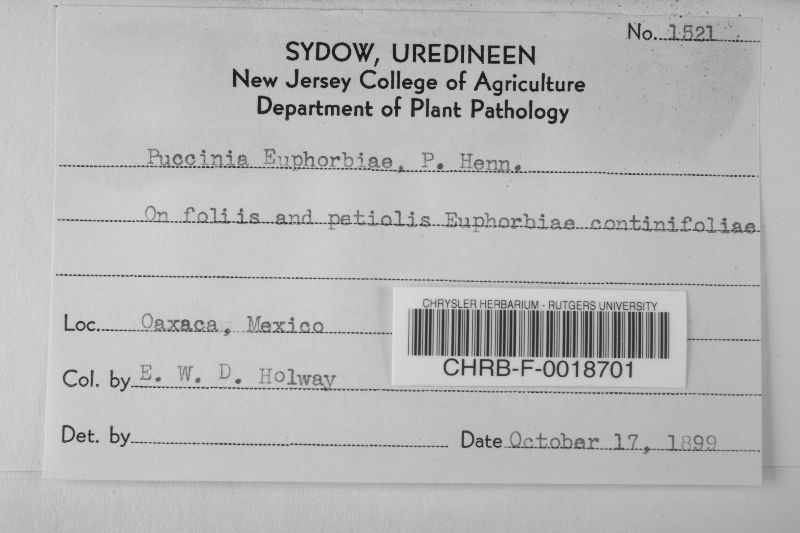 No. 1521
SYDOW, UREDINEEN
New Jersey College of Agriculture
Department of Plant Pathology
Puccinia Euphorbiae, P. Henn.
On foliis and petiolis Euphorbiae continifoliae
Loc. Oaxaca, Mexico
CHRYSLER HERBARIUM - RUTGERS UNIVERSITY
CHRB-F-0018701
Col. by E. W. D. Holway
Det. by
Date October 17, 1899